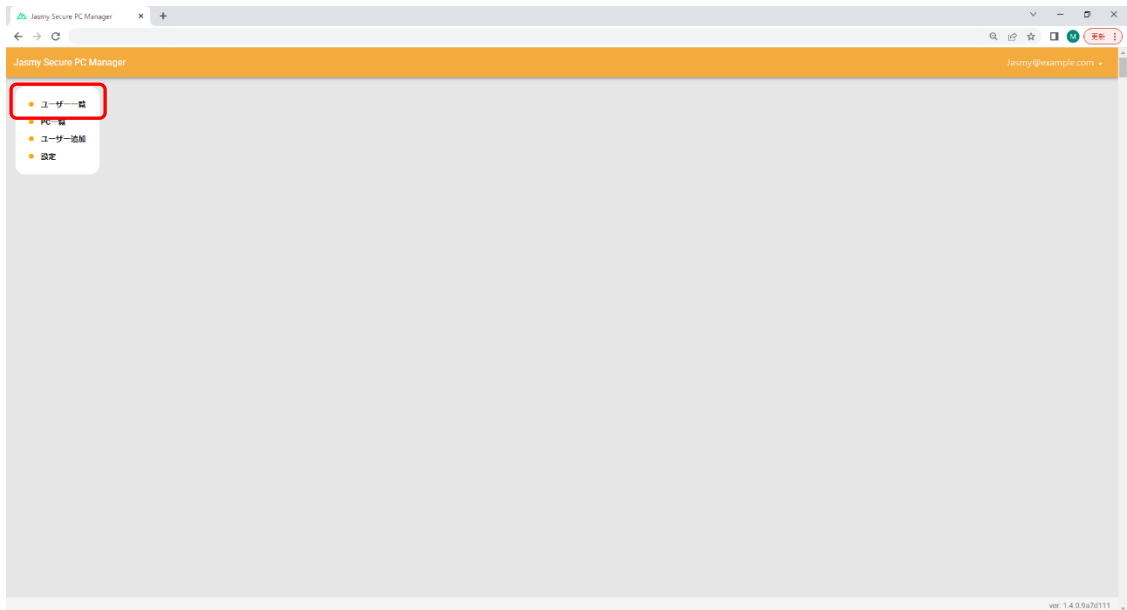 Jasmy Secure PC Manager
M
更新
Jasmy Secure PC Manager
Jasmy@example.com
ユーザー一覧
PC一覧
ユーザー追加
設定
ver: 1.4.0.9a7d111